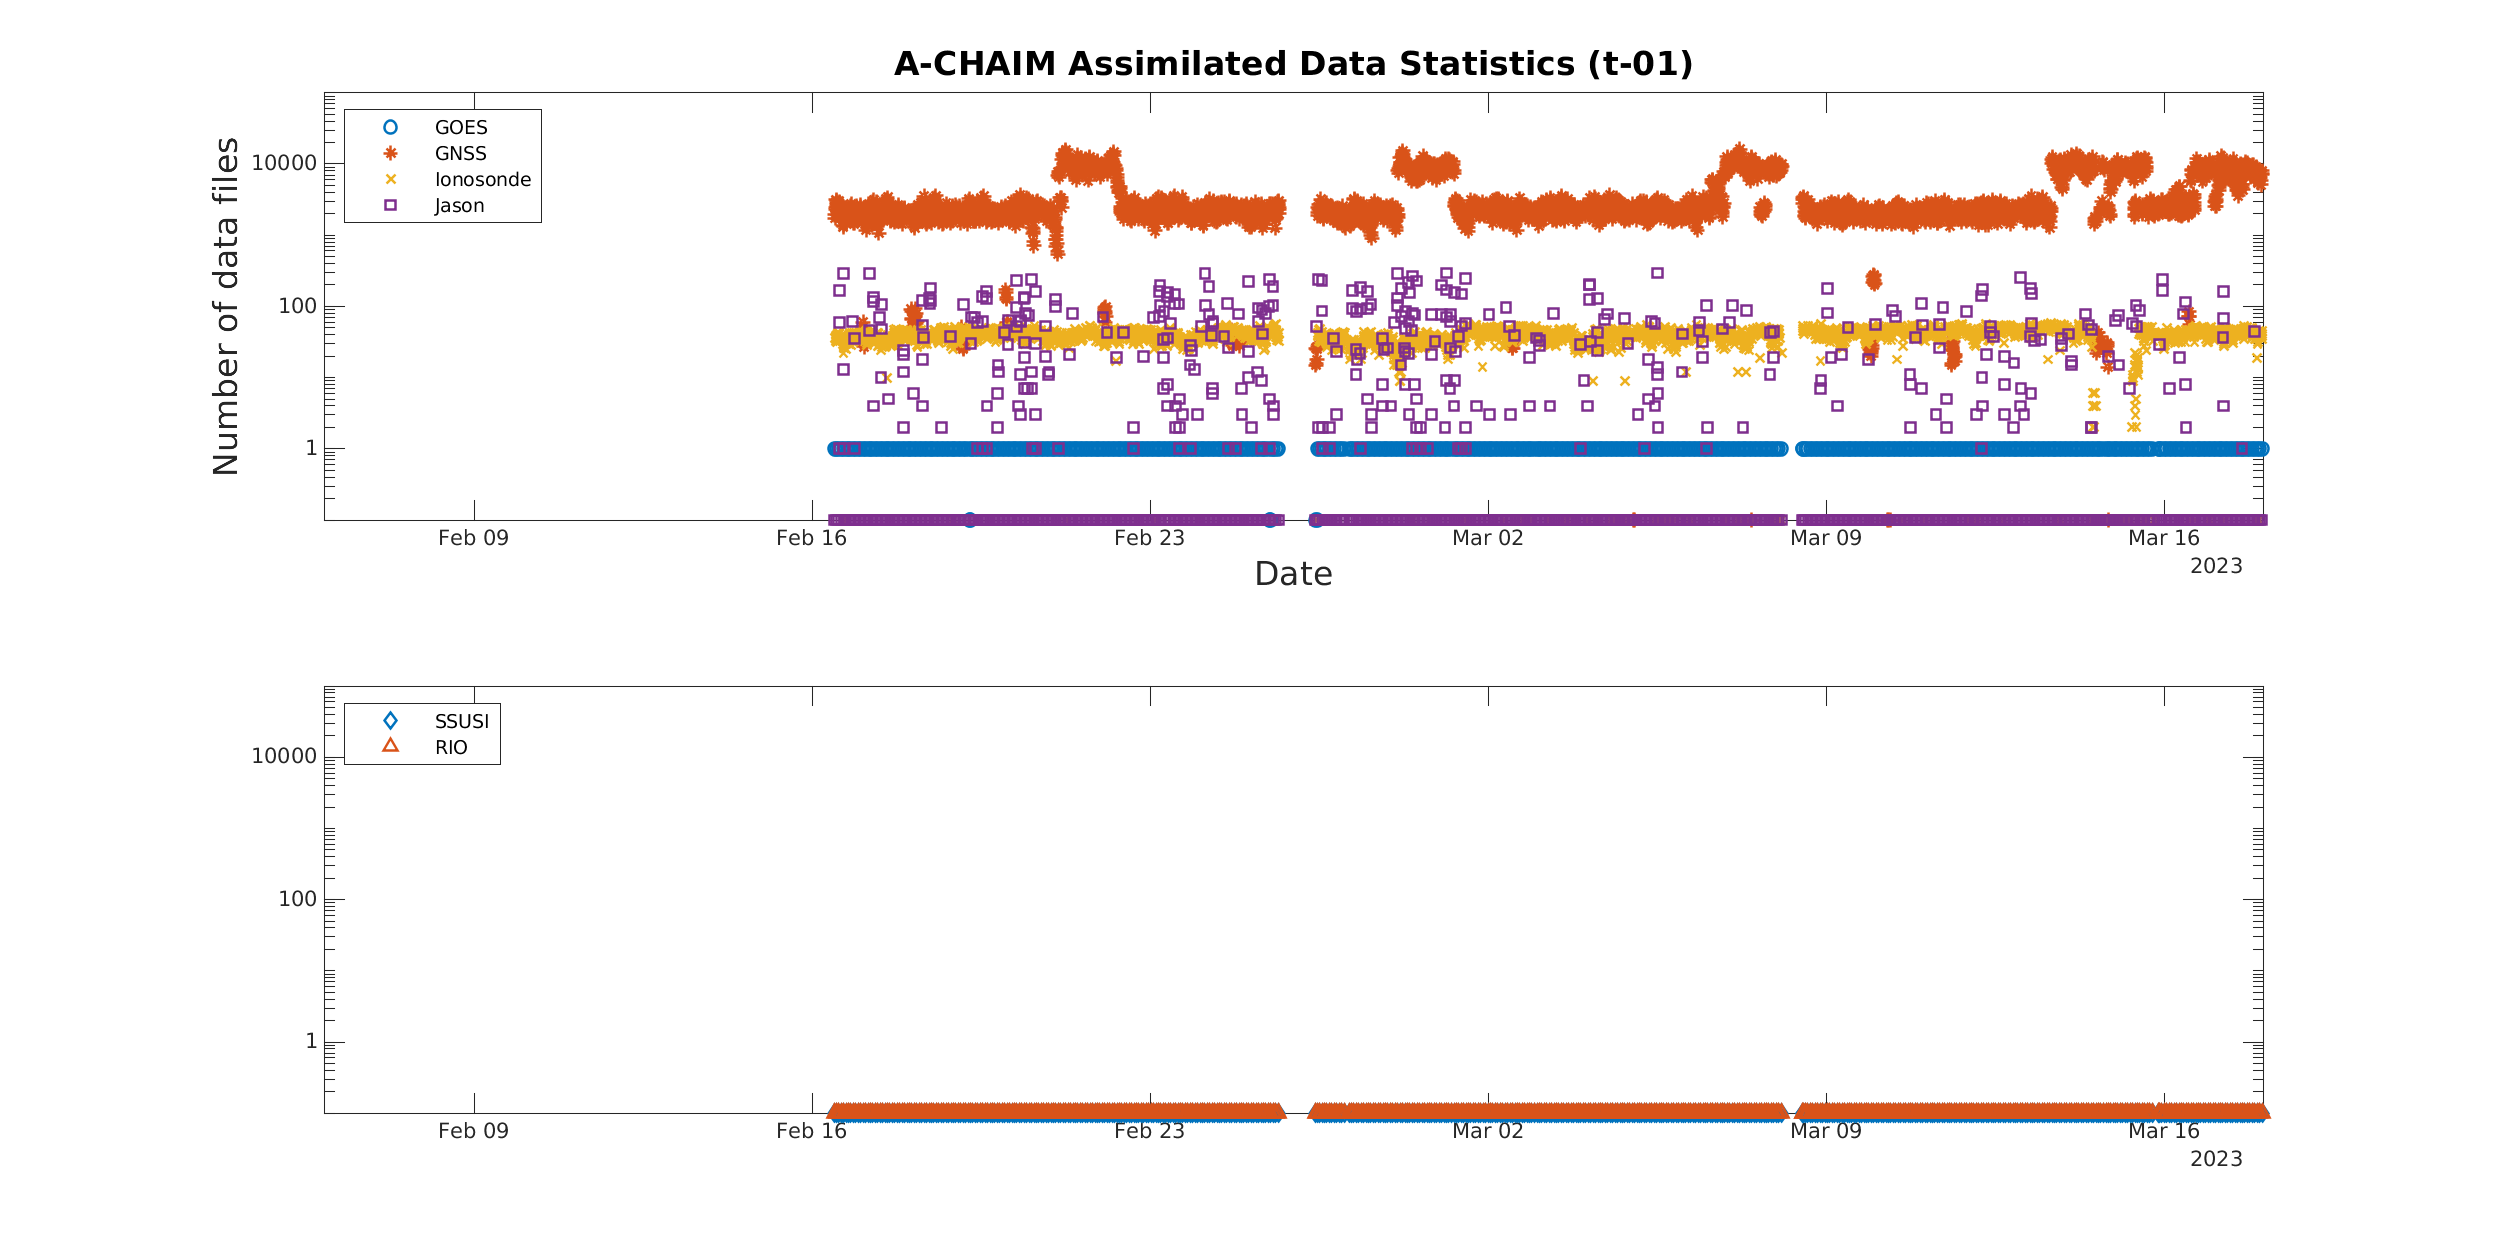 A-CHAIM Assimilated Data Statistics (t-01)
Number of data files
10000
100
1
GOES
GNSS
Ionosonde
Jason
Feb 09
Feb 16
Feb 23
Mar 02
Mar 09
Mar 16
2023
Date
10000
100
1
SSUSI
RIO
Feb 09
Feb 16
Feb 23
Mar 02
Mar 09
Mar 16
2023